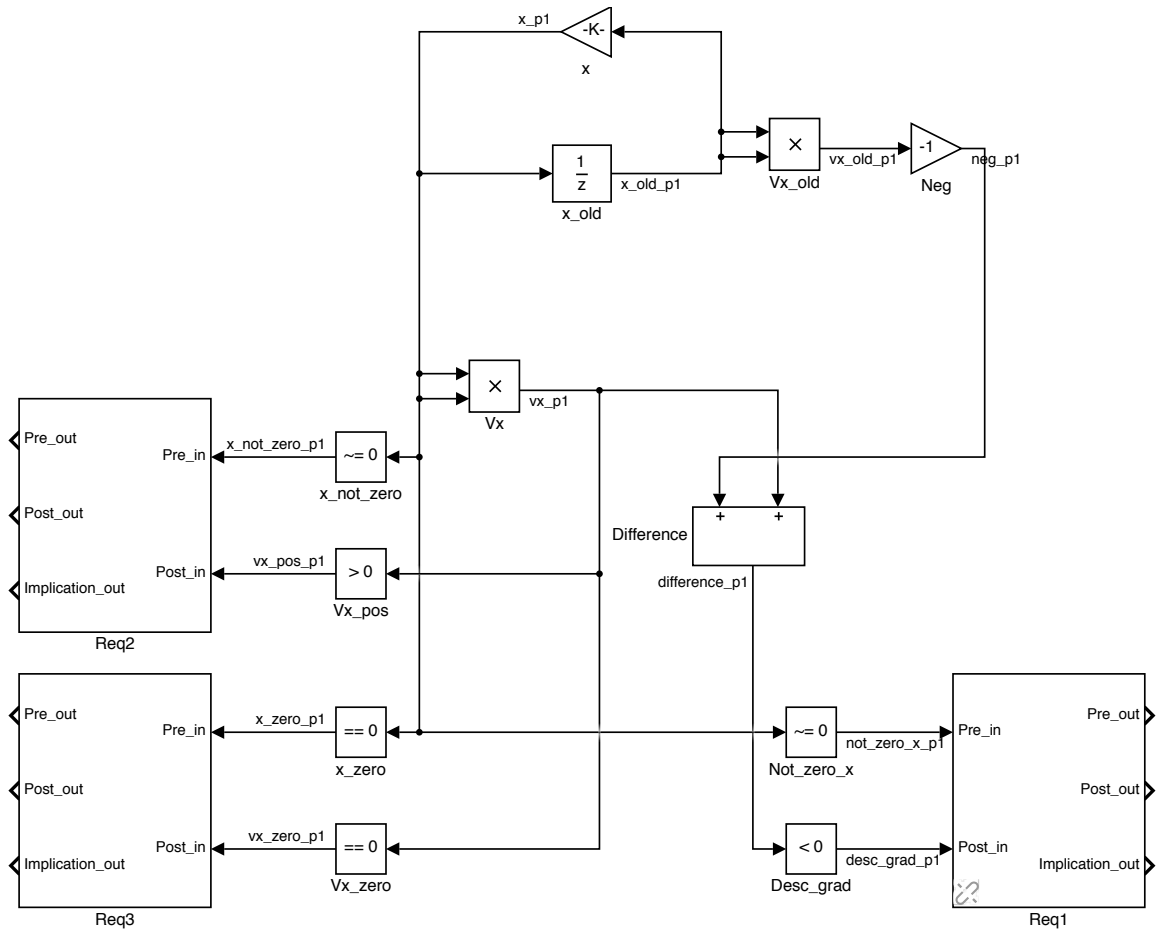 x_p1
-K-
x
1
z
x_old_p1
x_old
×
Vx_old
vx_old_p1
-1
Neg
neg_p1
×
Vx
vx_p1
Pre_out
Post_out
Implication_out
Pre_in
Post_in
Req2
x_not_zero_p1
~= 0
x_not_zero
vx_pos_p1
> 0
Vx_pos
Difference
+ +
difference_p1
Pre_out
Post_out
Implication_out
Pre_in
Post_in
Req3
x_zero_p1
== 0
x_zero
vx_zero_p1
== 0
Vx_zero
~= 0
Not_zero_x
not_zero_x_p1
< 0
Desc_grad
desc_grad_p1
Pre_in
Post_in
Pre_out
Post_out
Implication_out
Req1